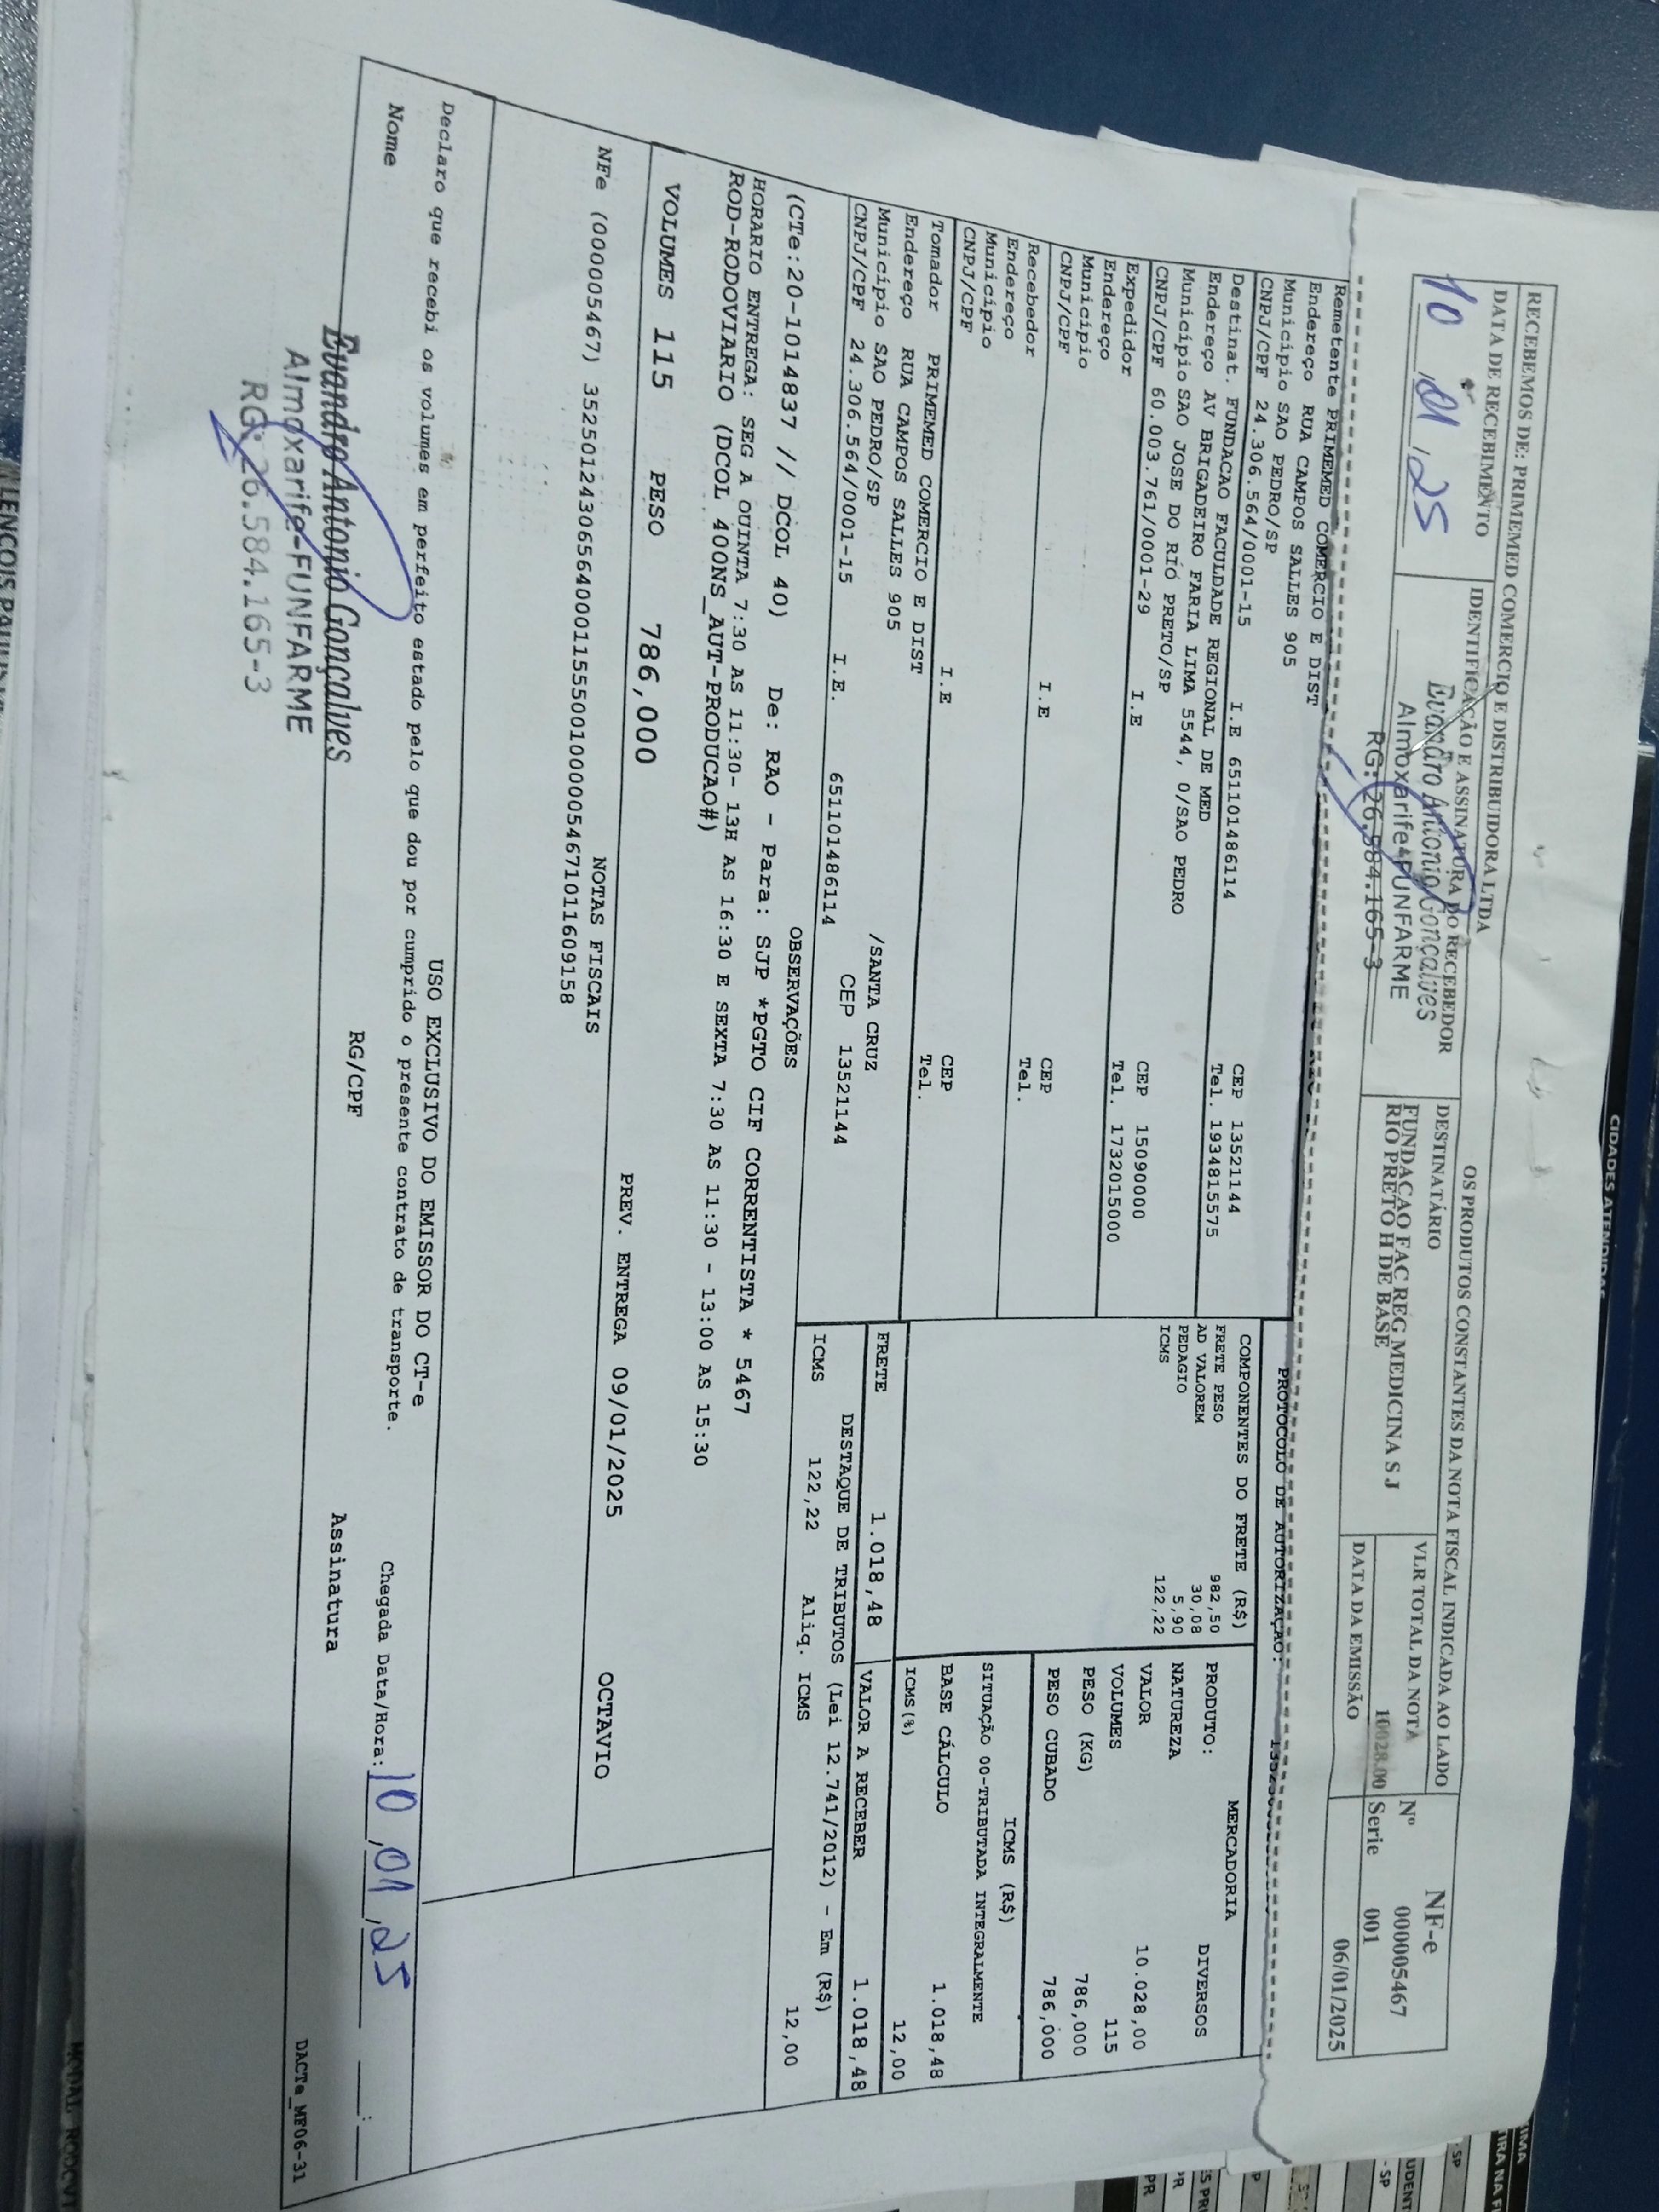 RECEBEMOS DE: PRIMEMED COMERCIO E DISTRIBUIDORA LTDA
OS PRODUTOS CONSTANTES DA NOTA FISCAL INDICADA AO LADO
DATA DE RECEBIMENTO
10,01,25
IDENTIFICAÇÃO E ASSINATURA DO RECEBEDOR
Evandro Antonio Gonçalves
Almoxarife-FUNFARME
RG: 26.584.165-3
DESTINATÁRIO
FUNDACAO FAC REG MEDICINA S J
RIO PRETO H DE BASE
VLR TOTAL DA NOTA
10028.00
DATA DA EMISSÃO
06/01/2025
NF-e
Nº 000005467
Serie 001
PROTOCOLO DE AUTORIZAÇÃO:
Remetente PRIMEMED COMERCIO E DIST
Endereço RUA CAMPOS SALLES 905
Município SAO PEDRO/SP CEP 13521144
CNPJ/CPF 24.306.564/0001-15 I.E 651101486114 Tel. 1934815575
Destinat. FUNDACAO FACULDADE REGIONAL DE MED
Endereço AV BRIGADEIRO FARIA LIMA 5544, 0/SAO PEDRO
Município SAO JOSE DO RIO PRETO/SP CEP 15090000
CNPJ/CPF 60.003.761/0001-29 I.E Tel. 1732015000
Expedidor
Endereço
Município CEP
CNPJ/CPF I.E Tel.
Recebedor
Endereço
Município CEP
CNPJ/CPF I.E Tel.
Tomador PRIMEMED COMERCIO E DIST
Endereço RUA CAMPOS SALLES 905 /SANTA CRUZ
Município SAO PEDRO/SP CEP 13521144
CNPJ/CPF 24.306.564/0001-15 I.E. 651101486114
COMPONENTES DO FRETE (R$)
FRETE PESO 982,50
AD VALOREM 30,08
PEDAGIO 5,90
ICMS 122,22
MERCADORIA
PRODUTO: DIVERSOS
NATUREZA
VALOR 10.028,00
VOLUMES 115
PESO (KG) 786,000
PESO CUBADO 786,000
ICMS (R$)
SITUAÇÃO 00-TRIBUTADA INTEGRALMENTE
BASE CÁLCULO 1.018,48
ICMS(%) 12,00
FRETE 1.018,48 VALOR A RECEBER 1.018,48
DESTAQUE DE TRIBUTOS (Lei 12.741/2012) - Em (R$)
ICMS 122,22 Aliq. ICMS 12,00
OBSERVAÇÕES
(CTe:20-1014837 // DCOL 40) De: RAO - Para: SJP *PGTO CIF CORRENTISTA * 5467
HORARIO ENTREGA: SEG A QUINTA 7:30 AS 11:30- 13H AS 16:30 E SEXTA 7:30 AS 11:30 - 13:00 AS 15:30
ROD-RODOVIARIO (DCOL 400NS_AUT-PRODUCAO#)
VOLUMES 115 PESO 786,000 PREV. ENTREGA 09/01/2025 OCTAVIO
NOTAS FISCAIS
NFe (000005467) 35250124306564000115550010000054671011609158
USO EXCLUSIVO DO EMISSOR DO CT-e
Declaro que recebi os volumes em perfeito estado pelo que dou por cumprido o presente contrato de transporte.
Chegada Data/Hora: 10,01,25 __:__
Nome RG/CPF Assinatura
Evandro Antonio Gonçalves
Almoxarife-FUNFARME
RG: 26.584.165-3
DACTe_MF06-31
CIDADES ATENDIDAS
MODAL RODOVI